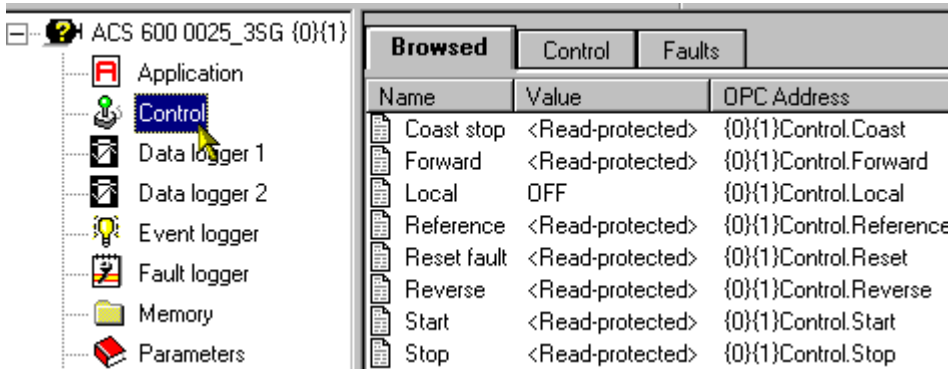 ACS 600 0025_3SG {0}{1}
Application
Control
Data logger 1
Data logger 2
Event logger
Fault logger
Memory
Parameters
Browsed Control Faults
Name Value OPC Address
Coast stop <Read-protected> {0}{1}Control.Coast
Forward <Read-protected> {0}{1}Control.Forward
Local OFF {0}{1}Control.Local
Reference <Read-protected> {0}{1}Control.Reference
Reset fault <Read-protected> {0}{1}Control.Reset
Reverse <Read-protected> {0}{1}Control.Reverse
Start <Read-protected> {0}{1}Control.Start
Stop <Read-protected> {0}{1}Control.Stop